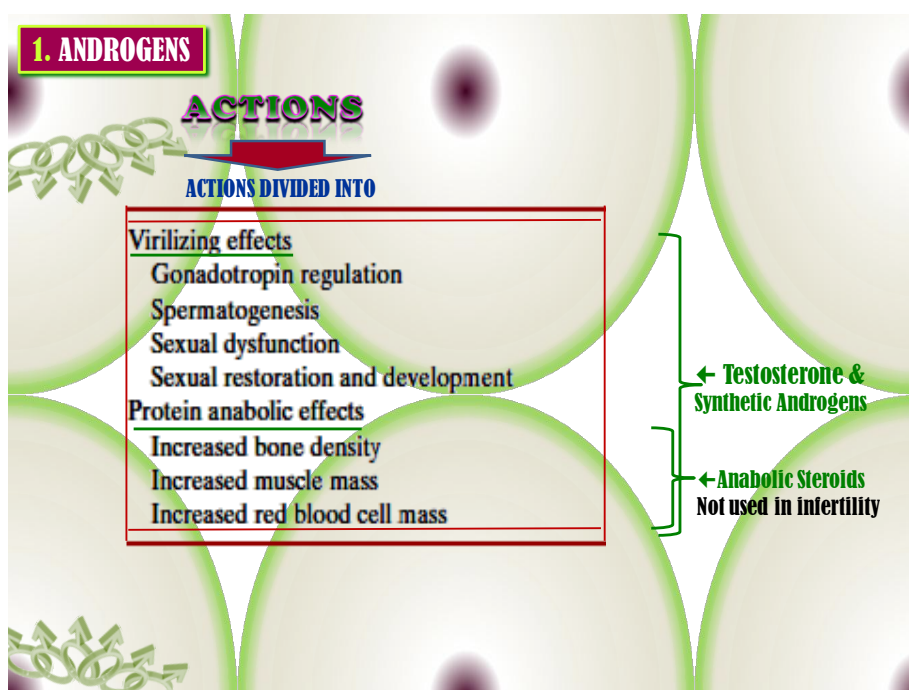 1. ANDROGENS
ACTIONS
ACTIONS DIVIDED INTO
Virilizing effects
Gonadotropin regulation
Spermatogenesis
Sexual dysfunction
Sexual restoration and development
Protein anabolic effects
Increased bone density
Increased muscle mass
Increased red blood cell mass
← Testosterone &
Synthetic Androgens
←Anabolic Steroids
Not used in infertility